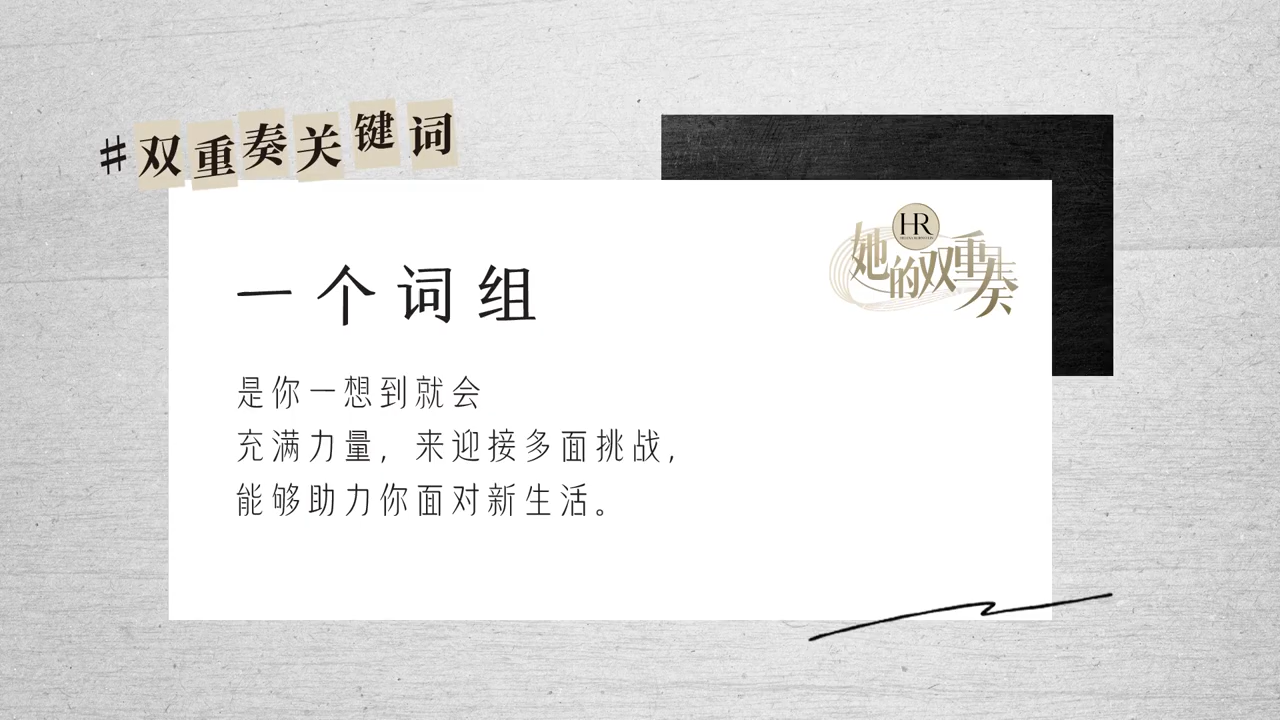 #双重奏关键词
HR
她的双重奏
一个词组
是你一想到就会
充满力量，来迎接多面挑战，
能够助力你面对新生活。